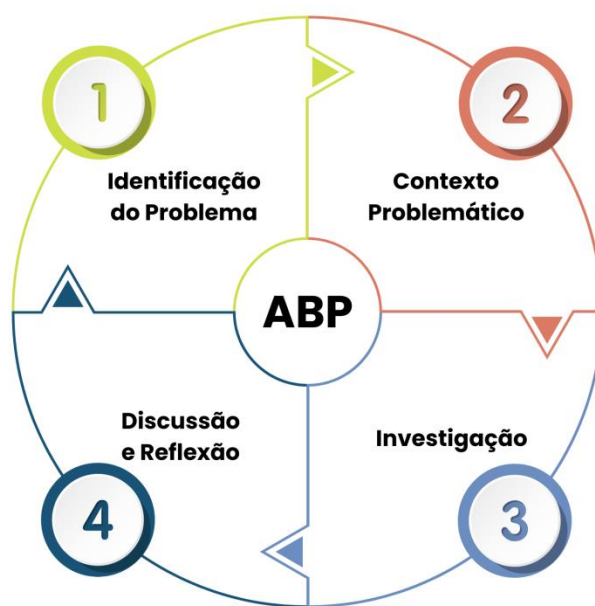 1
Identificação
do Problema
2
Contexto
Problemático
ABP
Discussão
e Reflexão
4
Investigação
3